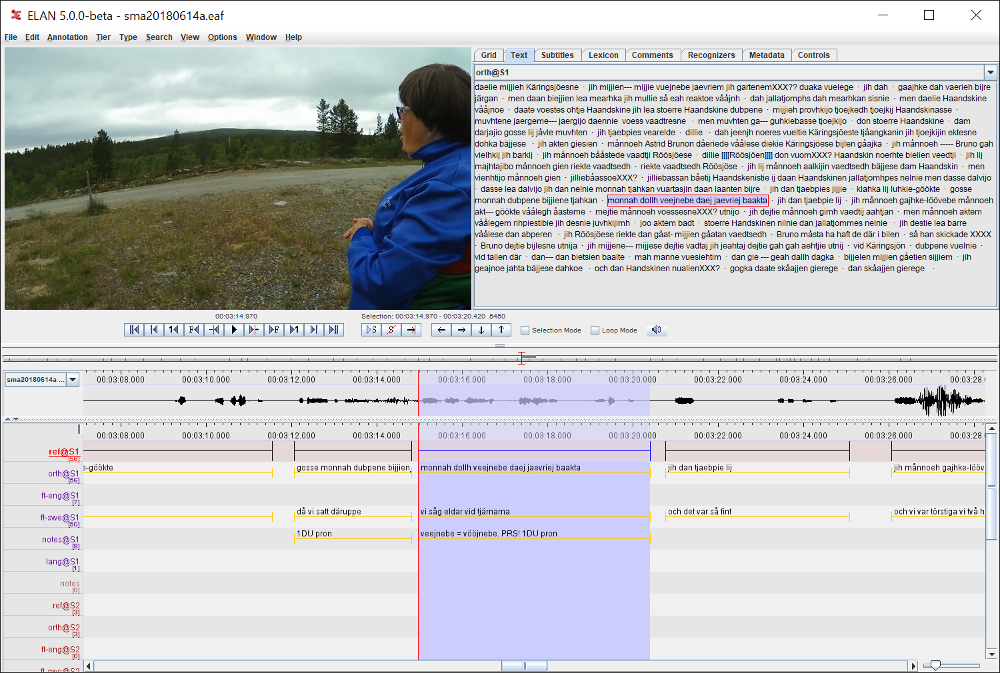 ELAN 5.0.0-beta - sma20180614a.eaf
File Edit Annotation Tier Type Search View Options Window Help
Grid Text Subtitles Lexicon Comments Recognizers Metadata Controls
orth@S1
daelie mijjieh Käringsjöesne · jih mijjien--- mijjie vuejnebe jaevriem jih gartenemXXX?? duaka vuelege · jih dah · gaajhke dah vaerieh bijre
järgan · men daan biejjien lea mearhka jih mullie så eah reaktoe vååjnh · dah jallatjomphs dah mearhkan sisnie · men daelie Haandskine
vååjnoe · daate voestes ohtje Haandskine jih lea stoerre Haandskine dubpene · mijjieh provhkijo tjoejkedh tjoejkij Haandskinasse ·
muvhtene jaergeme--- jaergijo daennie voess vaadtresne · men muvhten ga--- guhkiebasse tjoejkijo · don stoerre Haandskine · dam
darjajio gosse lij jåvle muvhten · jih tjaebpies vearelde · dillie · dah jeenjh noeres vueltie Käringsjöeste tjåangkanin jih tjoejkijin ektesne
dohka bäjjese · jih akten giesien · månnoeh Astrid Brunon dåeriede våålese diekie Käringsjöese bijlen gåajka · jih månnoeh ----- Bruno gah
vielhkij jih barkij · jih månnoeh bååstede vaadtji Röösjöese · dillie [[[[Röösjöen]]]] don vuomXXX? Haandskin noerhte bielien veedtji · jih lij
majhtajibo månnoeh gien riekte vaadtsedh · riekte vaadtsedh Röösjöse · jih lij månnoeh aalkijin vaedtsedh bäjjese dam Haandskin · men
vienhtijo månnoeh gien · jilliebåassoeXXX? · jilliebassan båetij Haandskenistie ij daan Haandskinen jallatjomhpes nelnie men dasse dalvijo
· dasse lea dalvijo jih dan nelnie monnah tjahkan vuartasjin daan laanten bijre · jih dan tjaebpies jijjie · klahka lij luhkie-göökte · gosse
monnah dubpene bijjiene tjahkan · monnah dollh veejnebe daej jaevriej baakta · jih dan tjaebpie lij · jih månnoeh gajhke-löövebe månnoeh
akt--- göökte våålegh åasteme · mejtie månnoeh voessesneXXX? utnijo · jih dejtie månnoeh gimh vaedtij aahtjan · men månnoeh aktem
våålegem rihpiestibie jih desnie juvhkijimh · joo aktem badt · stoerre Handskinen nilnie dan jallatjommes nelnie · jih destie lea barre
våålese dan abperen · jih Röösjöese riekte dan gåat- mijjien gåatan vaedtsedh · Bruno måsta ha haft de där i bilen · så han skickade XXXX
· Bruno dejtie bijlesne utnija · jih mijjene--- mijjese dejtie vadtaj jih jeahtaj dejtie gah gah aehtjie utnij · vid Käringsjön · dubpene vuelnie ·
vid tallen där · dan--- dan bietsien baalte · mah manne vuesiehtim · dan gie --- geah dallh dagka · bijjelen mijjien gåetien sijjiem · jih
geajnoe jahta bäjjese dahkoe · och dan Handskinen nualienXXX? · gogka daate skåajjen gierege · dan skåajjen gierege ·
00:03:14.970
Selection: 00:03:14.970 - 00:03:20.420 5450
1 F F 1 S S Selection Mode Loop Mode
sma20180614a ...
00:03:08.000 00:03:10.000 00:03:12.000 00:03:14.000 00:03:16.000 00:03:18.000 00:03:20.000 00:03:22.000 00:03:24.000 00:03:26.000 00:03:28.
00:03:08.000 00:03:10.000 00:03:12.000 00:03:14.000 00:03:16.000 00:03:18.000 00:03:20.000 00:03:22.000 00:03:24.000 00:03:26.000 00:03:28.
ref@S1
[56]
orth@S1 e-göökte gosse monnah dubpene bijjien, monnah dollh veejnebe daej jaevriej baakta jih dan tjaebpie lij jih månnoeh gajhke-lööv
[56]
ft-eng@S1
[7]
ft-swe@S1 då vi satt däruppe vi såg eldar vid tjärnarna och det var så fint och vi var törstiga vi två h
[50]
notes@S1 1DU pron veejnebe = vööjnebe. PRS! 1DU pron
[8]
lang@S1
[1]
notes
[0]
ref@S2
[3]
orth@S2
[3]
ft-eng@S2
[0]
ft-swe@S2